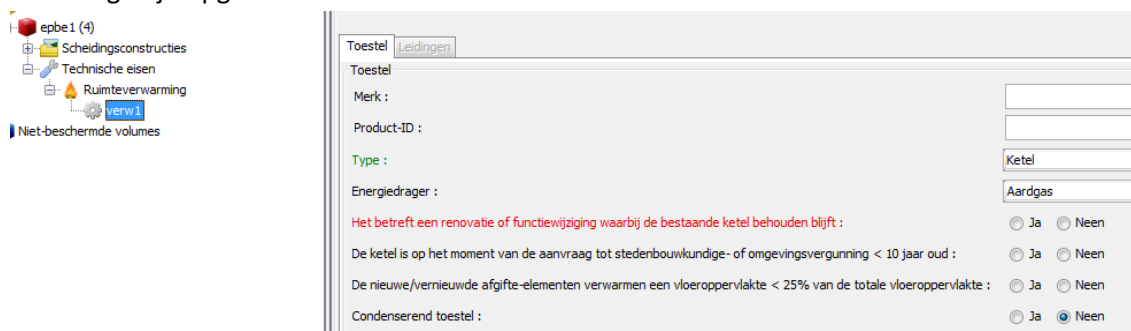 epbe1 (4)
Scheidingsconstructies
Technische eisen
Ruimteverwarming
verw1
Niet-beschermde volumes
Toestel Leidingen
Toestel
Merk :
Product-ID :
Type : Ketel
Energiedrager : Aardgas
Het betreft een renovatie of functiewijziging waarbij de bestaande ketel behouden blijft : Ja Neen
De ketel is op het moment van de aanvraag tot stedenbouwkundige- of omgevingsvergunning < 10 jaar oud : Ja Neen
De nieuwe/vernieuwde afgifte-elementen verwarmen een vloeroppervlakte < 25% van de totale vloeroppervlakte : Ja Neen
Condenserend toestel : Ja Neen